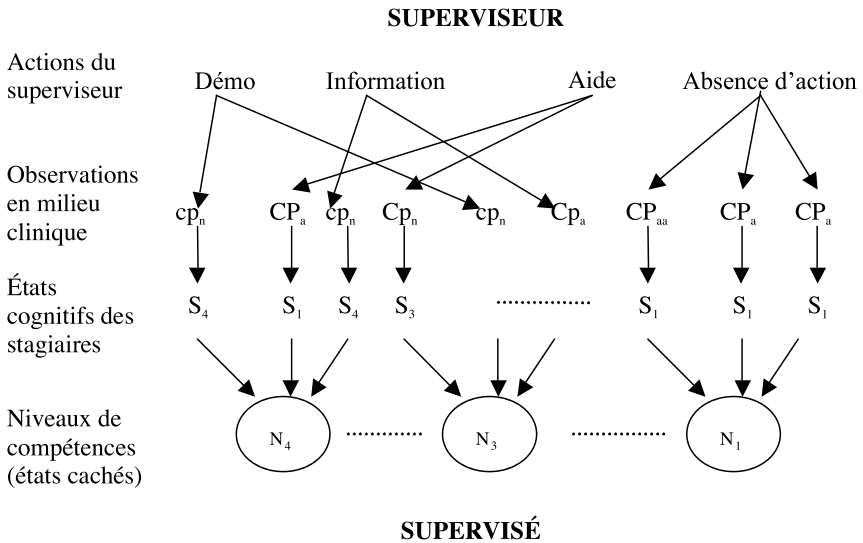 SUPERVISEUR
Actions du
superviseur
Démo Information Aide Absence d’action
Observations
en milieu
clinique
cpn CPa cpn Cpn cpn Cpa CPaa CPa CPa
États
cognitifs des
stagiaires
S4 S1 S4 S3 S1 S1 S1
Niveaux de
compétences
(états cachés)
N4 N3 N1
SUPERVISÉ